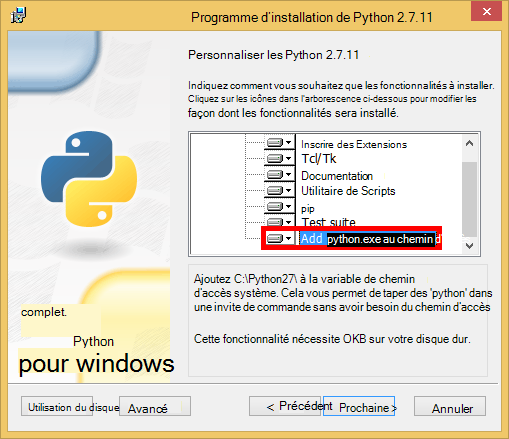 Programme d'installation de Python 2.7.11
Personnaliser les Python 2.7.11
Indiquez comment vous souhaitez que les fonctionnalités à installer.
Cliquez sur les icônes dans l'arborescence ci-dessous pour modifier les
façon dont les fonctionnalités sera installé.
Inscrire des Extensions
Tcl/Tk
Documentation
Utilitaire de Scripts
pip
Test suite
Add python.exe au chemin d'
Ajoutez C:\Python27\ à la variable de chemin
d'accès système. Cela vous permet de taper des 'python' dans
une invite de commande sans avoir besoin du chemin d'accès
Cette fonctionnalité nécessite 0KB sur votre disque dur.
complet.
Python
pour windows
Utilisation du disque
Avancé
< Précédent
Prochaine >
Annuler